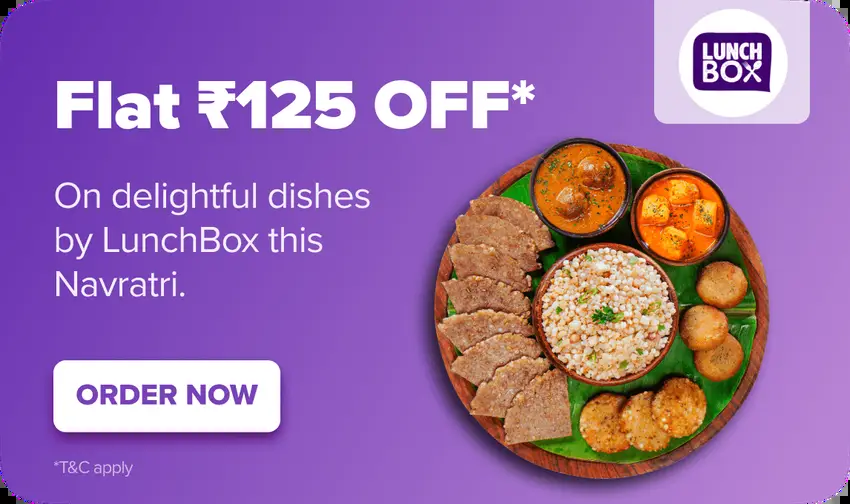 LUNCH
BOX
Flat ₹125 OFF*
On delightful dishes
by LunchBox this
Navratri.
ORDER NOW
*T&C apply